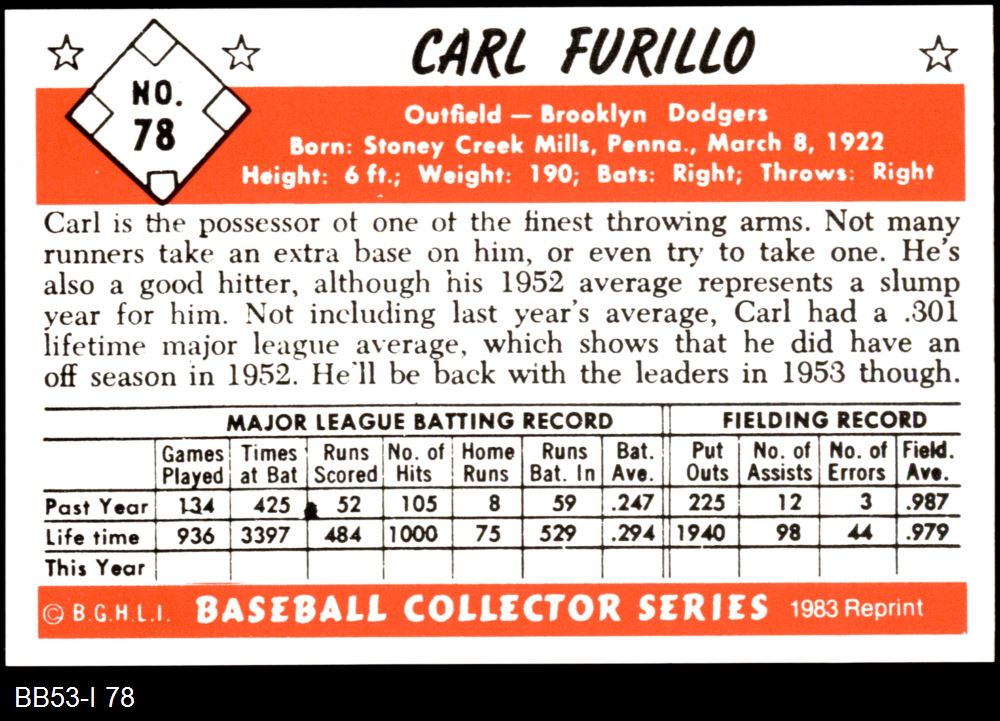 CARL FURILLO
NO.
78
Outfield — Brooklyn Dodgers
Born: Stoney Creek Mills, Penna., March 8, 1922
Height: 6 ft.; Weight: 190; Bats: Right; Throws: Right
Carl is the possessor of one of the finest throwing arms. Not many
runners take an extra base on him, or even try to take one. He's
also a good hitter, although his 1952 average represents a slump
year for him. Not including last year's average, Carl had a .301
lifetime major league average, which shows that he did have an
off season in 1952. He'll be back with the leaders in 1953 though.
MAJOR LEAGUE BATTING RECORD FIELDING RECORD
Games Times Runs No. of Home Runs Bat. Put No. of No. of Field.
Played at Bat Scored Hits Runs Bat. In Ave. Outs Assists Errors Ave.
Past Year 134 425 52 105 8 59 .247 225 12 3 .987
Life time 936 3397 484 1000 75 529 .294 1940 98 44 .979
This Year
© B.G.H.L.I. BASEBALL COLLECTOR SERIES 1983 Reprint
BB53-I 78